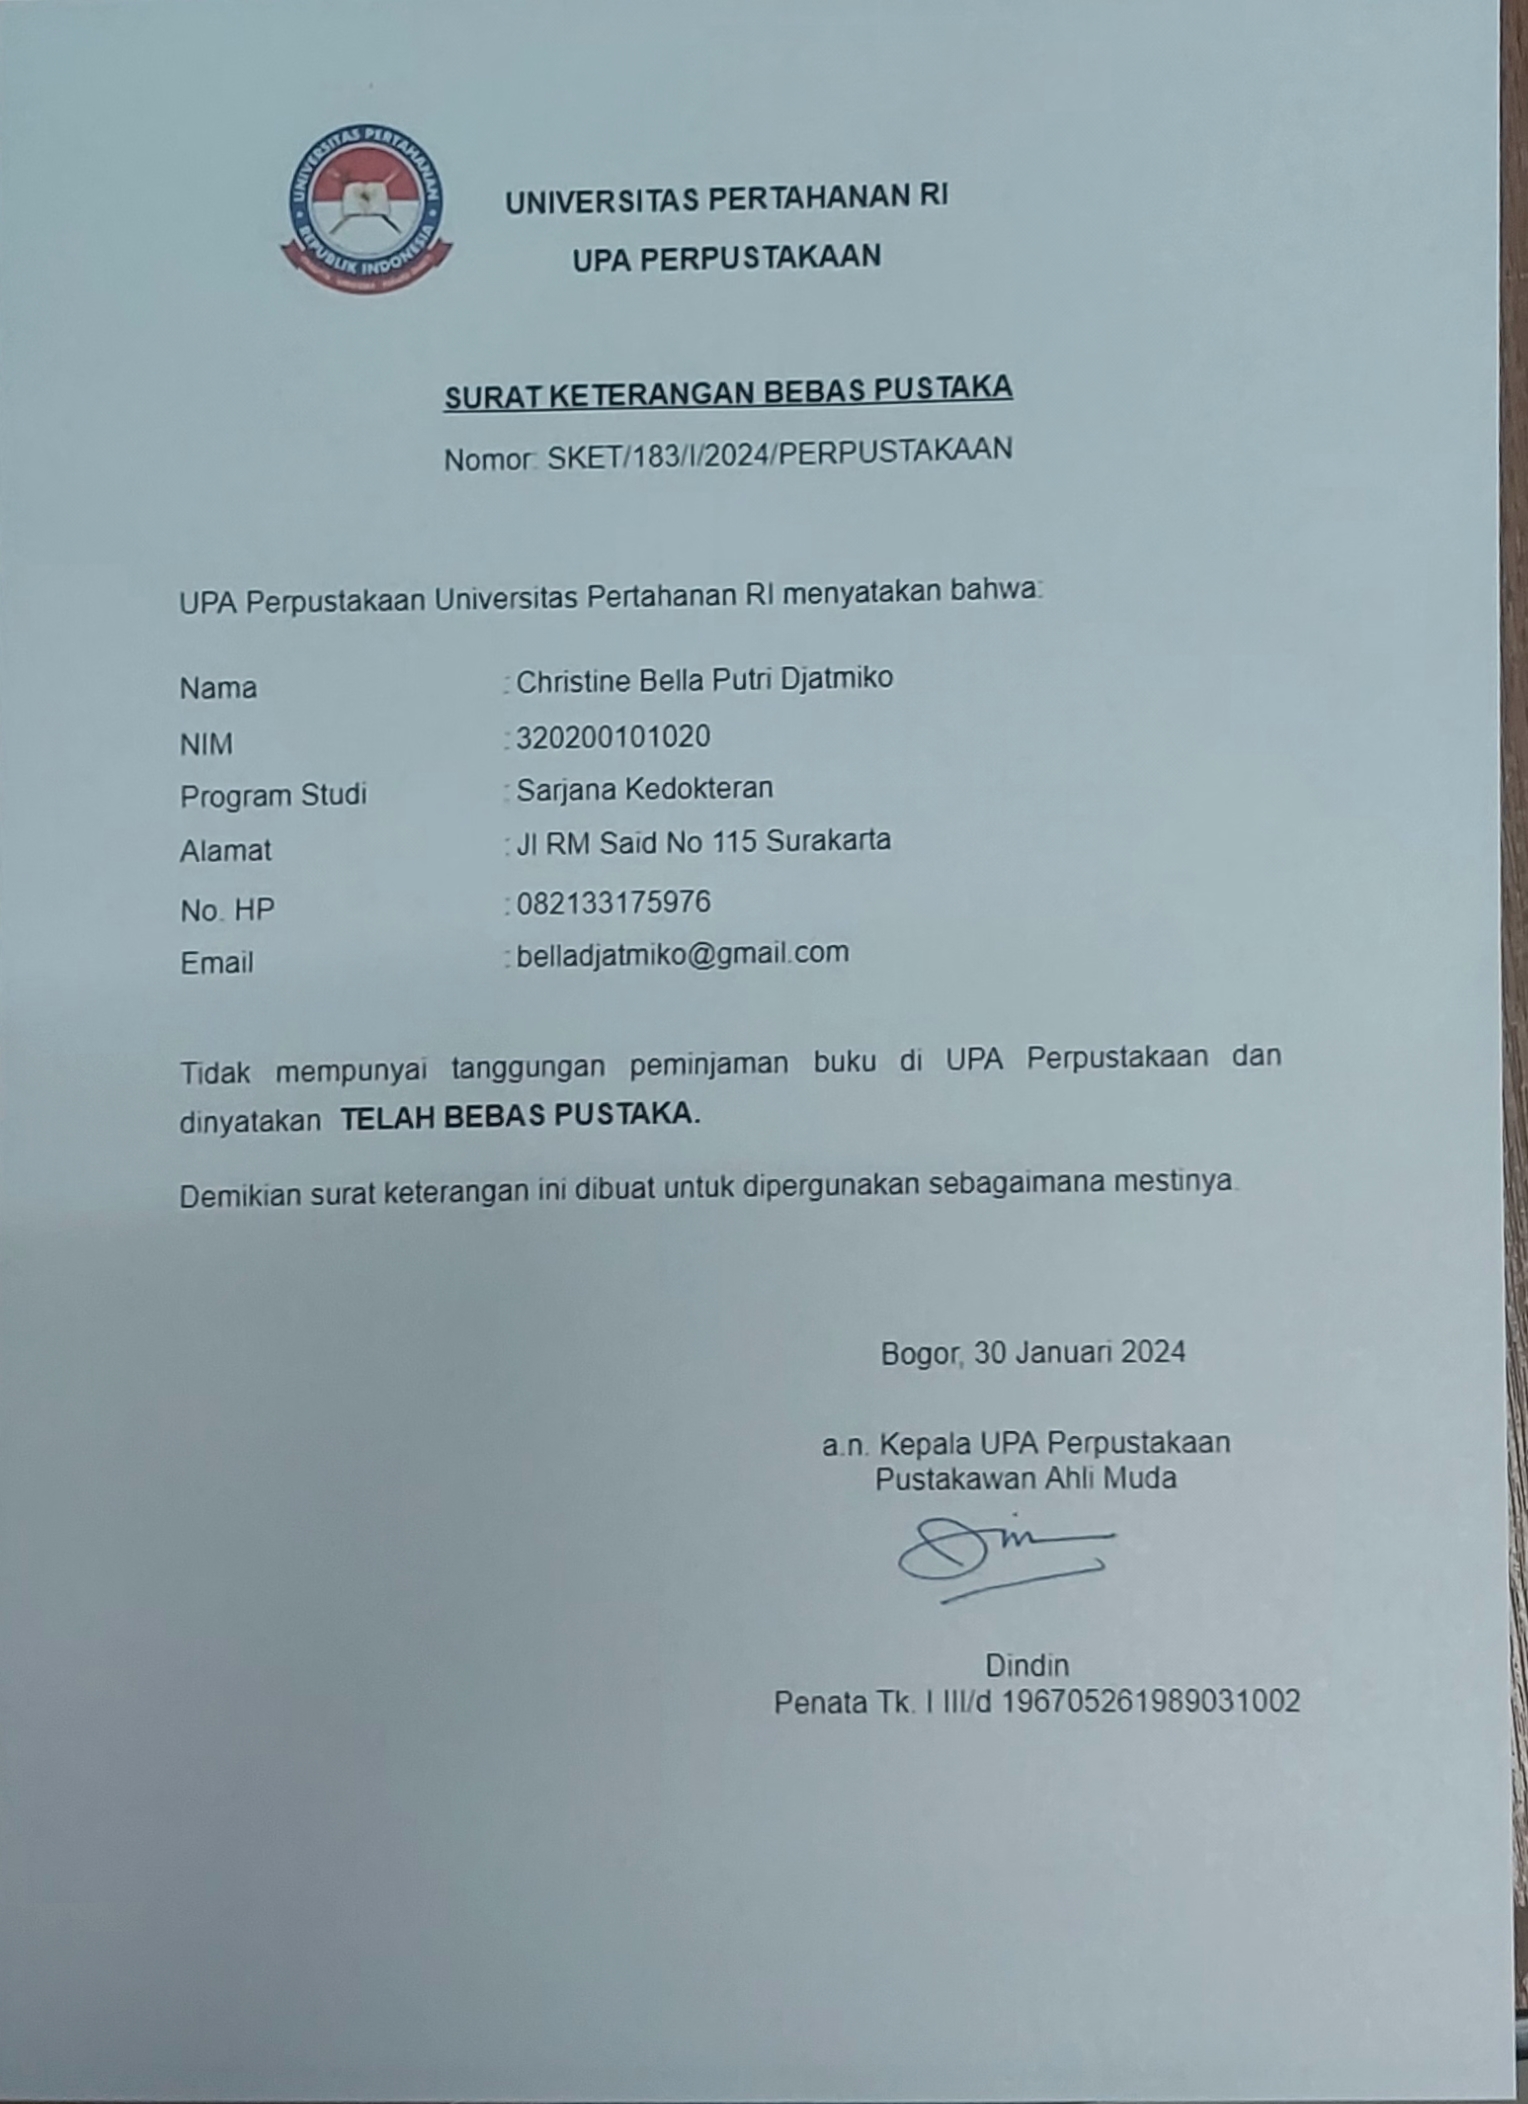 UNIVERSITAS PERTAHANAN
REPUBLIK INDONESIA
UNIVERSITAS PERTAHANAN RI
UPA PERPUSTAKAAN
SURAT KETERANGAN BEBAS PUSTAKA
Nomor: SKET/183/I/2024/PERPUSTAKAAN
UPA Perpustakaan Universitas Pertahanan RI menyatakan bahwa:
Nama : Christine Bella Putri Djatmiko
NIM : 320200101020
Program Studi : Sarjana Kedokteran
Alamat : Jl RM Said No 115 Surakarta
No. HP : 082133175976
Email : belladjatmiko@gmail.com
Tidak mempunyai tanggungan peminjaman buku di UPA Perpustakaan dan
dinyatakan TELAH BEBAS PUSTAKA.
Demikian surat keterangan ini dibuat untuk dipergunakan sebagaimana mestinya.
Bogor, 30 Januari 2024
a.n. Kepala UPA Perpustakaan
Pustakawan Ahli Muda
Dindin
Penata Tk. I III/d 196705261989031002